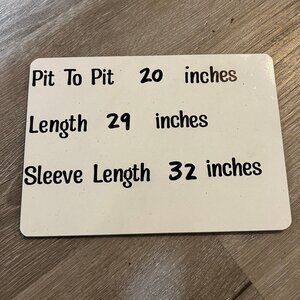 Pit To Pit 20 inches
Length 29 inches
Sleeve Length 32 inches